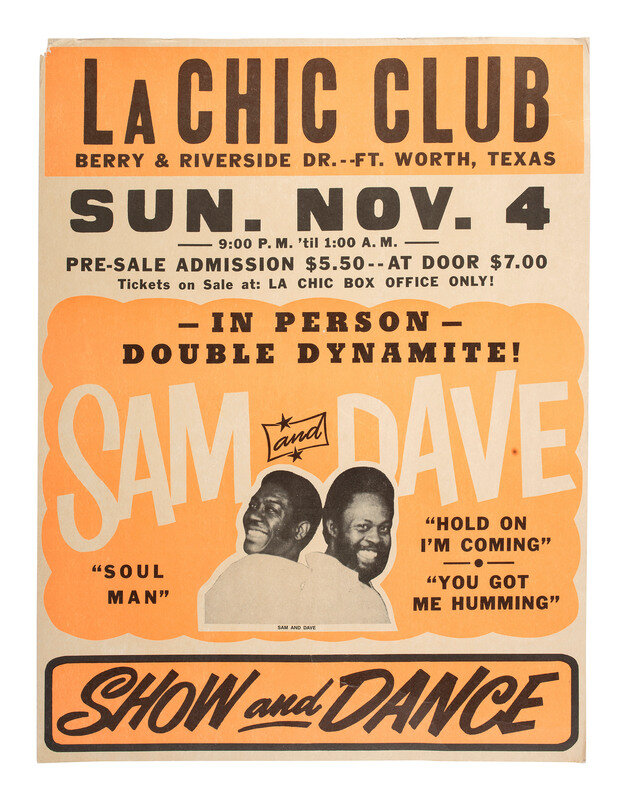 LA CHIC CLUB
BERRY & RIVERSIDE DR.--FT. WORTH, TEXAS
SUN. NOV. 4
— 9:00 P.M. 'til 1:00 A.M. —
PRE-SALE ADMISSION $5.50--AT DOOR $7.00
Tickets on Sale at: LA CHIC BOX OFFICE ONLY!
— IN PERSON —
DOUBLE DYNAMITE!
SAM and DAVE
"SOUL
MAN"
"HOLD ON
I'M COMING"
"YOU GOT
ME HUMMING"
SAM AND DAVE
SHOW and DANCE